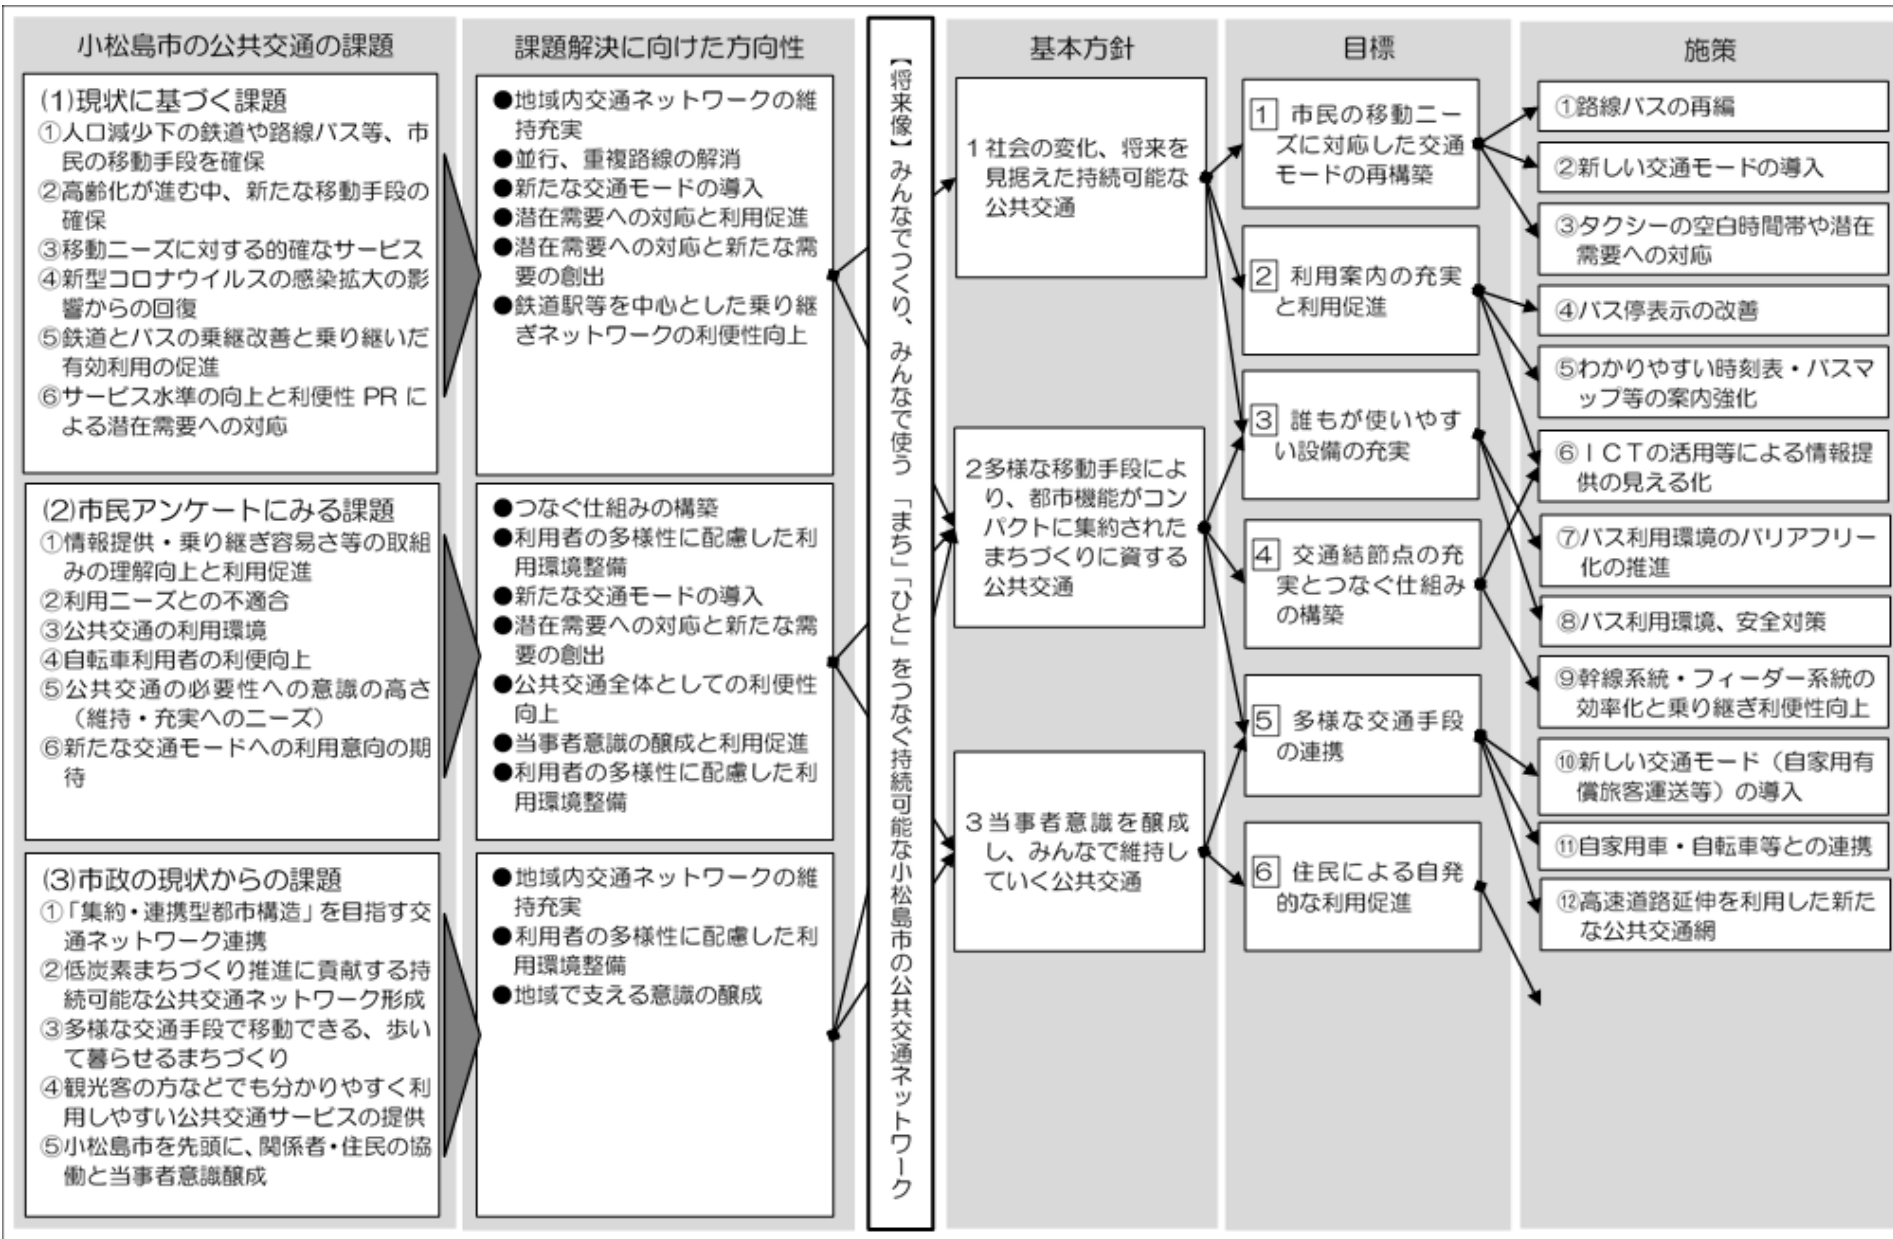 小松島市の公共交通の課題
(1)現状に基づく課題
①人口減少下の鉄道や路線バス等、市
民の移動手段を確保
②高齢化が進む中、新たな移動手段の
確保
③移動ニーズに対する的確なサービス
④新型コロナウイルスの感染拡大の影
響からの回復
⑤鉄道とバスの乗継改善と乗り継いだ
有効利用の促進
⑥サービス水準の向上と利便性 PR に
よる潜在需要への対応
(2)市民アンケートにみる課題
①情報提供・乗り継ぎ容易さ等の取組
みの理解向上と利用促進
②利用ニーズとの不適合
③公共交通の利用環境
④自転車利用者の利便向上
⑤公共交通の必要性への意識の高さ
（維持・充実へのニーズ）
⑥新たな交通モードへの利用意向の期
待
(3)市政の現状からの課題
①「集約・連携型都市構造」を目指す交
通ネットワーク連携
②低炭素まちづくり推進に貢献する持
続可能な公共交通ネットワーク形成
③多様な交通手段で移動できる、歩い
て暮らせるまちづくり
④観光客の方などでも分かりやすく利
用しやすい公共交通サービスの提供
⑤小松島市を先頭に、関係者・住民の協
働と当事者意識醸成
課題解決に向けた方向性
●地域内交通ネットワークの維
持充実
●並行、重複路線の解消
●新たな交通モードの導入
●潜在需要への対応と利用促進
●潜在需要への対応と新たな需
要の創出
●鉄道駅等を中心とした乗り継
ぎネットワークの利便性向上
●つなぐ仕組みの構築
●利用者の多様性に配慮した利
用環境整備
●新たな交通モードの導入
●潜在需要への対応と新たな需
要の創出
●公共交通全体としての利便性
向上
●当事者意識の醸成と利用促進
●利用者の多様性に配慮した利
用環境整備
●地域内交通ネットワークの維
持充実
●利用者の多様性に配慮した利
用環境整備
●地域で支える意識の醸成
【将来像】みんなでつくり、みんなで使う 「まち」「ひと」をつなぐ持続可能な小松島市の公共交通ネットワーク
基本方針
1 社会の変化、将来を
見据えた持続可能な
公共交通
2多様な移動手段によ
り、都市機能がコン
パクトに集約された
まちづくりに資する
公共交通
3当事者意識を醸成
し、みんなで維持し
ていく公共交通
目標
1 市民の移動ニー
ズに対応した交通
モードの再構築
2 利用案内の充実
と利用促進
3 誰もが使いやす
い設備の充実
4 交通結節点の充
実とつなぐ仕組み
の構築
5 多様な交通手段
の連携
6 住民による自発
的な利用促進
施策
①路線バスの再編
②新しい交通モードの導入
③タクシーの空白時間帯や潜在
需要への対応
④バス停表示の改善
⑤わかりやすい時刻表・バスマ
ップ等の案内強化
⑥ＩＣＴの活用等による情報提
供の見える化
⑦バス利用環境のバリアフリー
化の推進
⑧バス利用環境、安全対策
⑨幹線系統・フィーダー系統の
効率化と乗り継ぎ利便性向上
⑩新しい交通モード（自家用有
償旅客運送等）の導入
⑪自家用車・自転車等との連携
⑫高速道路延伸を利用した新た
な公共交通網